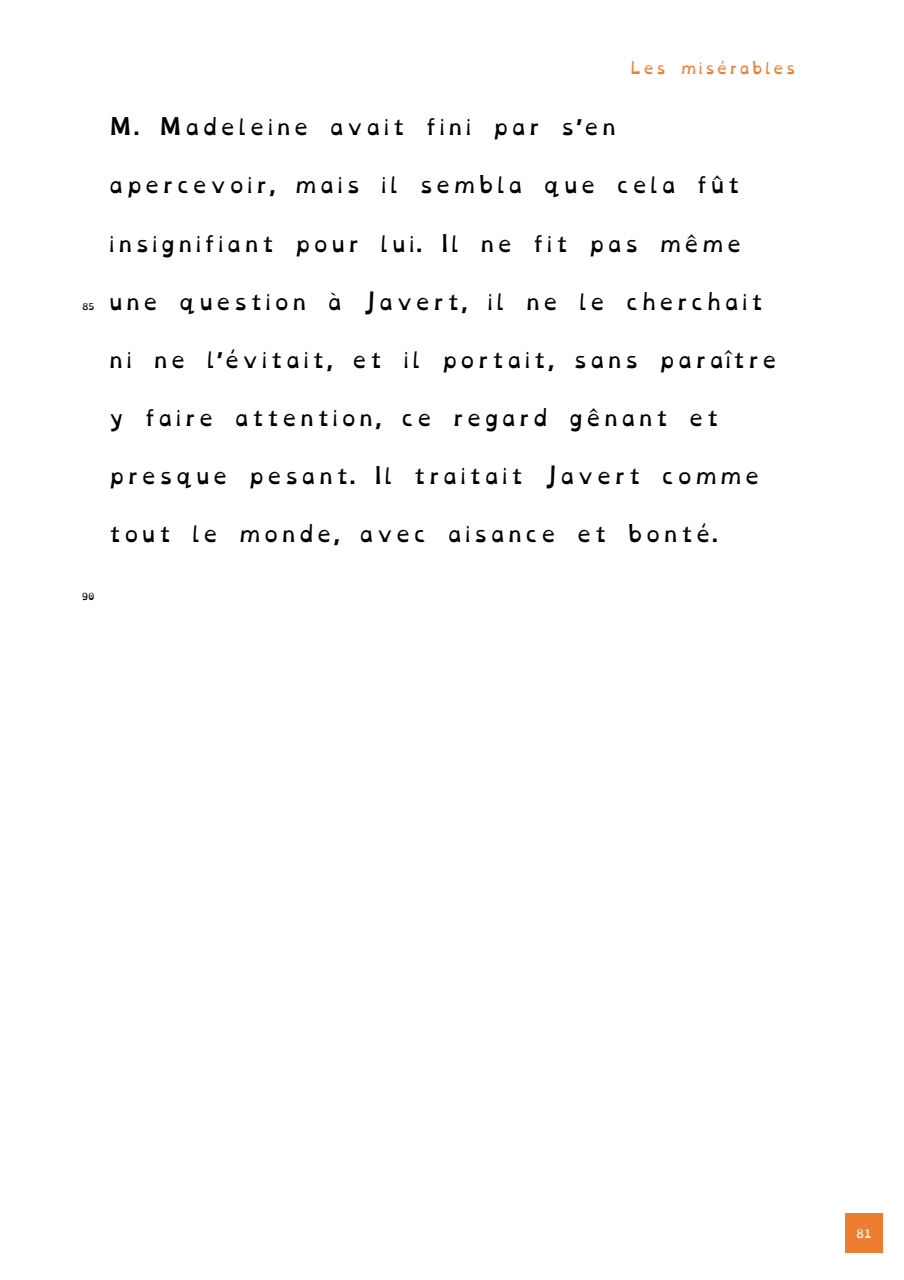 Les misérables
M. Madeleine avait fini par s'en
apercevoir, mais il sembla que cela fût
insignifiant pour lui. Il ne fit pas même
85 une question à Javert, il ne le cherchait
ni ne l'évitait, et il portait, sans paraître
y faire attention, ce regard gênant et
presque pesant. Il traitait Javert comme
tout le monde, avec aisance et bonté.
90
81